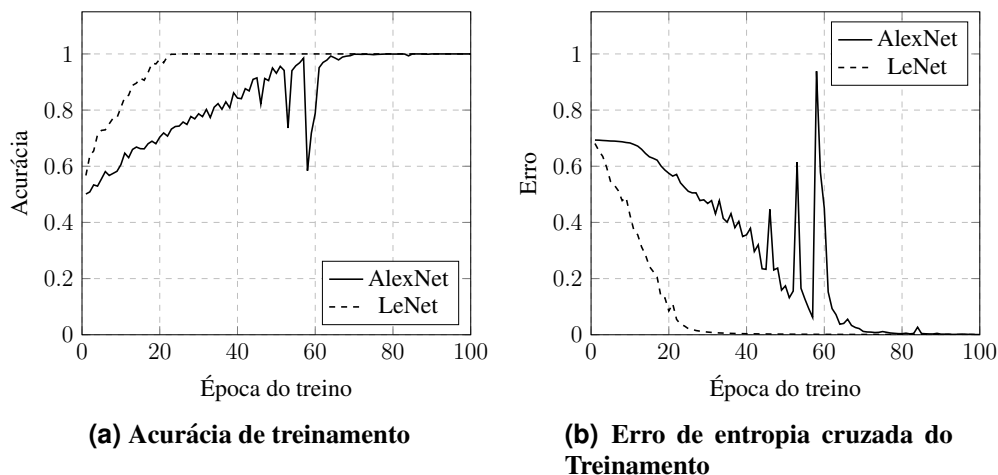 1
0.8
0.6
0.4
0.2
0
Acurácia
AlexNet
LeNet
0 20 40 60 80 100
Época do treino
(a) Acurácia de treinamento
1
0.8
0.6
0.4
0.2
0
Erro
AlexNet
LeNet
0 20 40 60 80 100
Época do treino
(b) Erro de entropia cruzada do
Treinamento